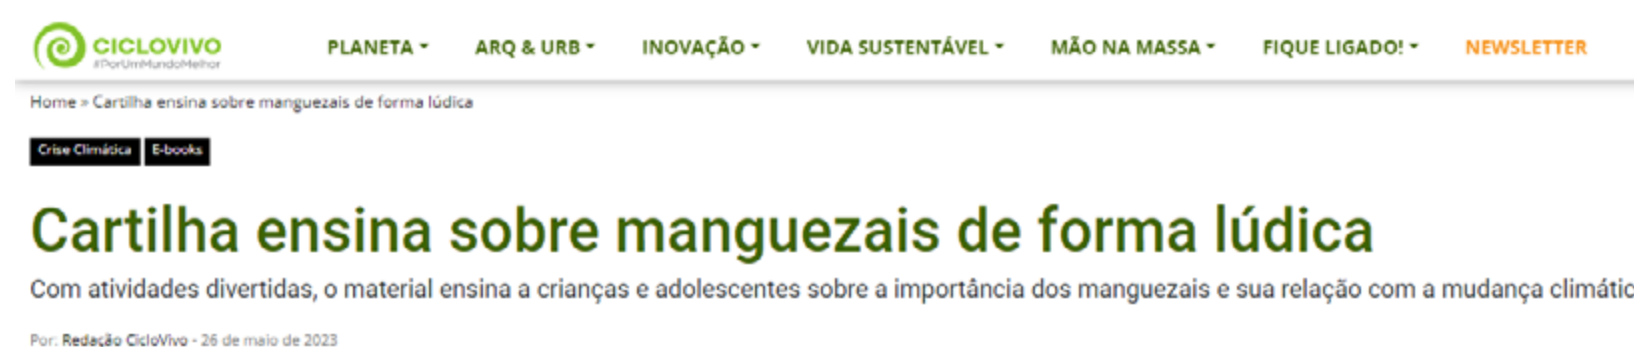 CICLOVIVO
#PorUmMundoMelhor
PLANETA ARQ & URB INOVAÇÃO VIDA SUSTENTÁVEL MÃO NA MASSA FIQUE LIGADO! NEWSLETTER
Home » Cartilha ensina sobre manguezais de forma lúdica
Crise Climática E-books
Cartilha ensina sobre manguezais de forma lúdica
Com atividades divertidas, o material ensina a crianças e adolescentes sobre a importância dos manguezais e sua relação com a mudança climátic
Por: Redação CicloVivo - 26 de maio de 2023